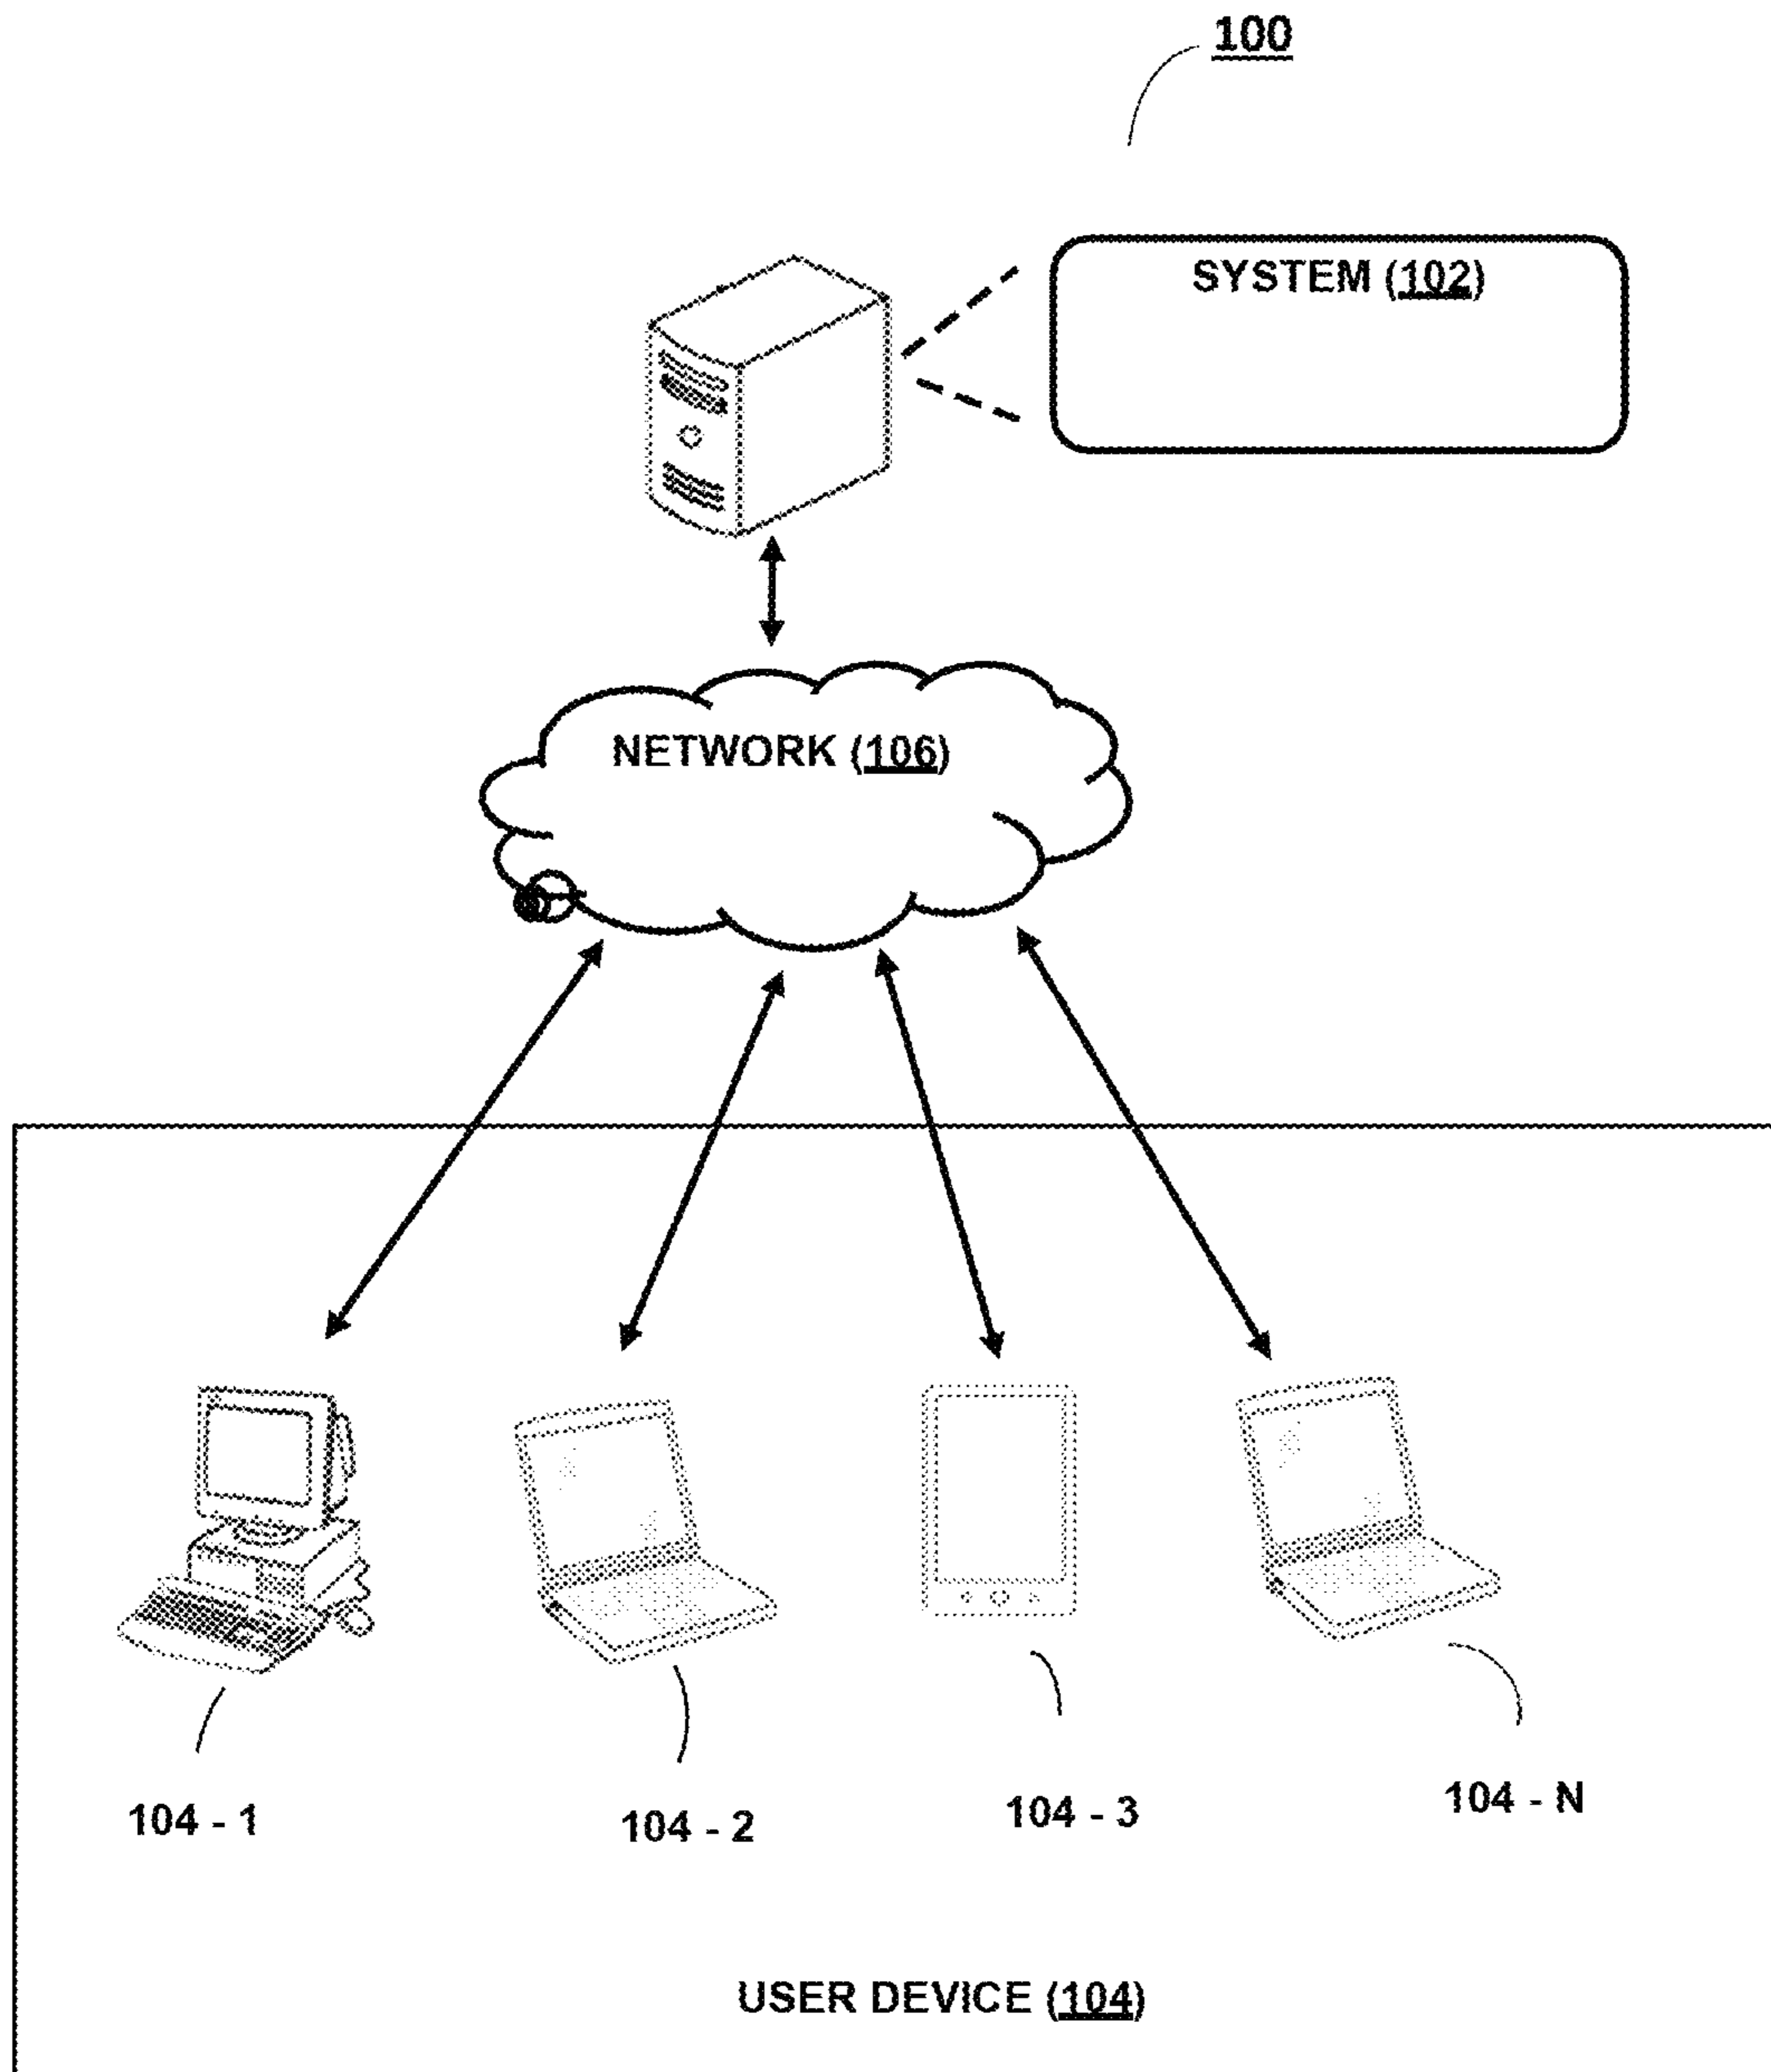 100
SYSTEM (102)
NETWORK (106)
104 - 1
104 - 2
104 - 3
104 - N
USER DEVICE (104)